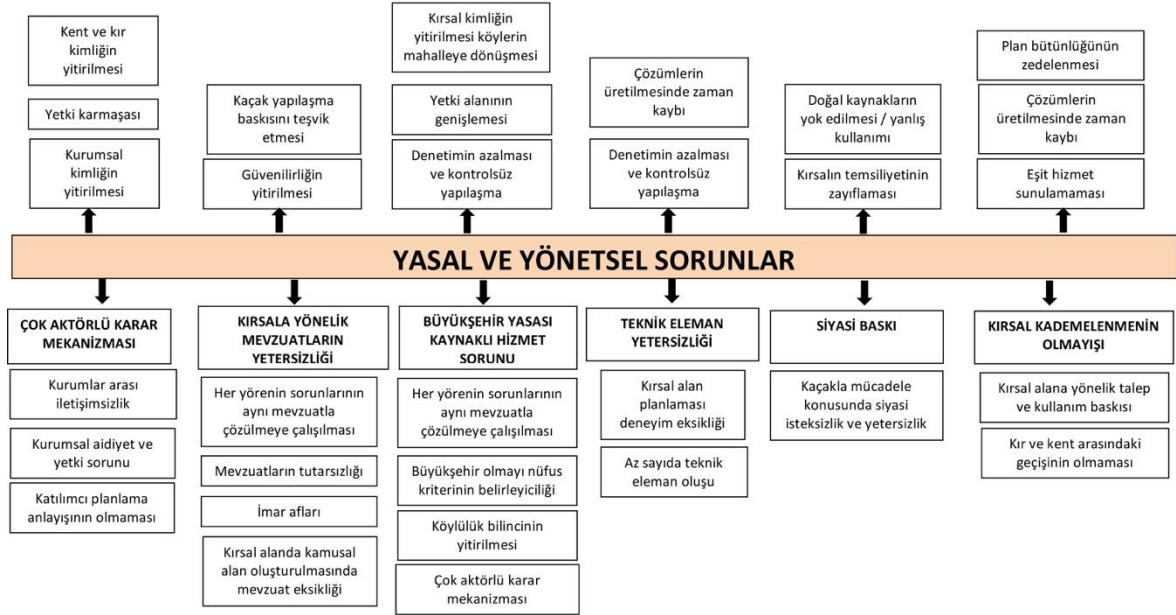 Kent ve kır
kimliğin
yitirilmesi
Yetki karmaşası
Kurumsal
kimliğin
yitirilmesi
Kaçak yapılaşma
baskısını teşvik
etmesi
Güvenilirliğin
yitirilmesi
Kırsal kimliğin
yitirilmesi köylerin
mahalleye dönüşmesi
Yetki alanının
genişlemesi
Denetimin azalması
ve kontrolsüz
yapılaşma
Çözümlerin
üretilmesinde zaman
kaybı
Denetimin azalması
ve kontrolsüz
yapılaşma
Doğal kaynakların
yok edilmesi / yanlış
kullanımı
Kırsalın temsiliyetinin
zayıflaması
Plan bütünlüğünün
zedelenmesi
Çözümlerin
üretilmesinde zaman
kaybı
Eşit hizmet
sunulamaması
YASAL VE YÖNETSEL SORUNLAR
ÇOK AKTÖRLÜ KARAR
MEKANİZMASI
Kurumlar arası
iletişimsizlik
Kurumsal aidiyet ve
yetki sorunu
Katılımcı planlama
anlayışının olmaması
KIRSALA YÖNELİK
MEVZUATLARIN
YETERSİZLİĞİ
Her yörenin sorunlarının
aynı mevzuatla
çözülmeye çalışılması
Mevzuatların tutarsızlığı
İmar afları
Kırsal alanda kamusal
alan oluşturulmasında
mevzuat eksikliği
BÜYÜKŞEHİR YASASI
KAYNAKLI HİZMET
SORUNU
Her yörenin sorunlarının
aynı mevzuatla
çözülmeye çalışılması
Büyükşehir olmayı nüfus
kriterinin belirleyiciliği
Köylülük bilincinin
yitirilmesi
Çok aktörlü karar
mekanizması
TEKNİK ELEMAN
YETERSİZLİĞİ
Kırsal alan
planlaması
deneyim eksikliği
Az sayıda teknik
eleman oluşu
SİYASİ BASKI
Kaçakla mücadele
konusunda siyasi
isteksizlik ve yetersizlik
KIRSAL KADEMELENMENİN
OLMAYIŞI
Kırsal alana yönelik talep
ve kullanım baskısı
Kır ve kent arasındaki
geçişinin olmaması